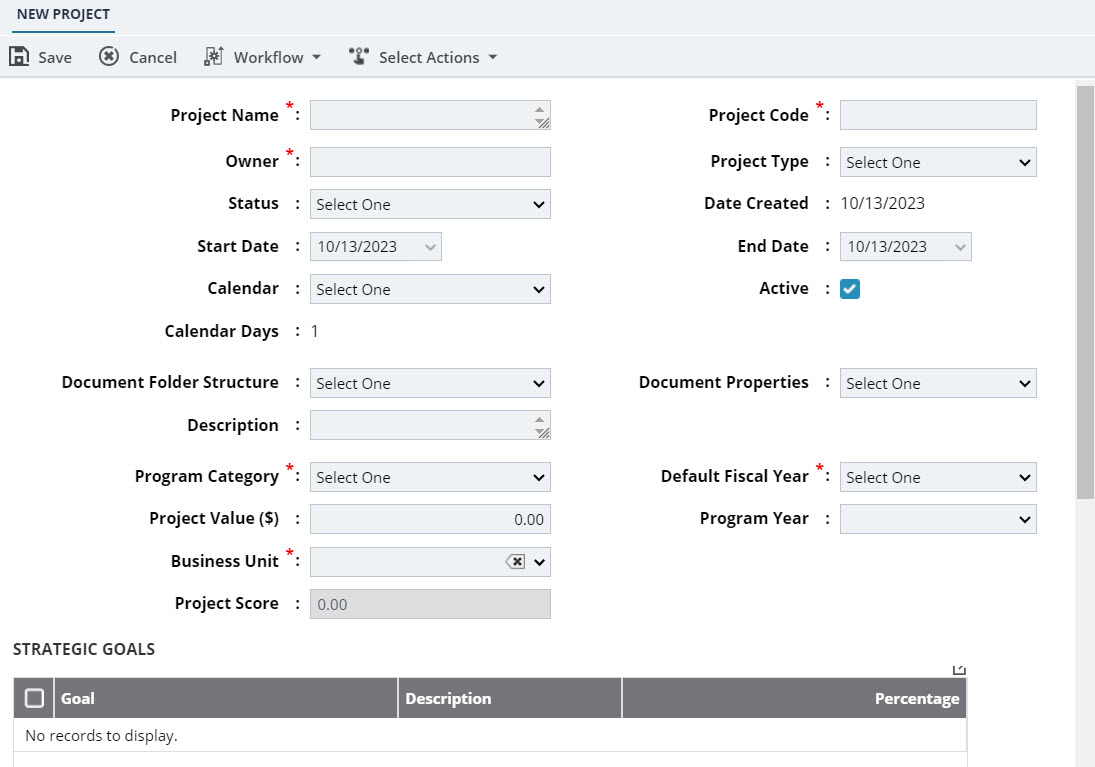 NEW PROJECT
Save Cancel Workflow Select Actions
Project Name *: Project Code *:
Owner *: Project Type : Select One
Status : Select One Date Created : 10/13/2023
Start Date : 10/13/2023 End Date : 10/13/2023
Calendar : Select One Active :
Calendar Days : 1
Document Folder Structure : Select One Document Properties : Select One
Description :
Program Category *: Select One Default Fiscal Year *: Select One
Project Value ($) : 0.00 Program Year :
Business Unit *:
Project Score : 0.00
STRATEGIC GOALS
Goal Description Percentage
No records to display.